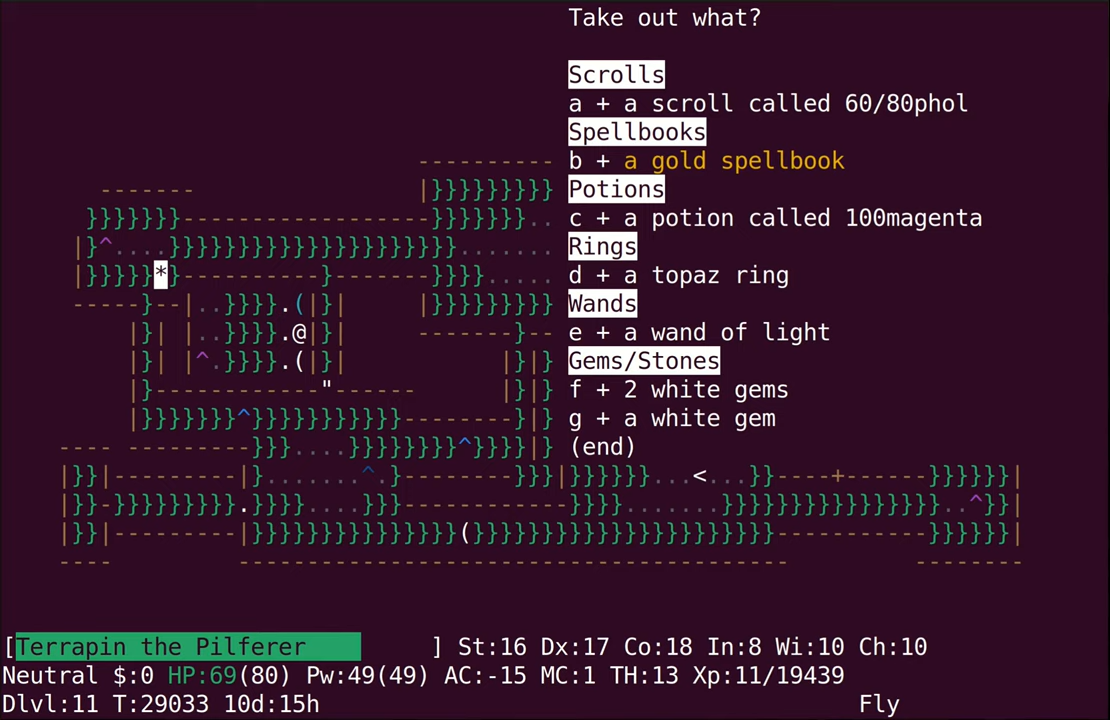 Take out what?
Scrolls
a + a scroll called 60/80phol
Spellbooks
----------  b + a gold spellbook
-------  |}}}}}}}}}  Potions
}}}}}}}------------------}}}}}}}..  c + a potion called 100magenta
|}^....}}}}}}}}}}}}}}}}}}}}}.......  Rings
|}}}}}*}----------}-------}}}}.....  d + a topaz ring
-----}--|..}}}}.(|}|  |}}}}}}}}}  Wands
|}| |..}}}}.@|}|  -------}--  e + a wand of light
|}| |^.}}}}.(|}|  |}|}  Gems/Stones
|}------------"------  |}|}  f + 2 white gems
|}}}}}}}^}}}}}}}}}}}--------}|}  g + a white gem
---- ---------}}}....}}}}}}}}^}}}}|}  (end)
|}}|---------|}.......^.}--------}}}|}}}}}}...<...}}----+------}}}}}}|
|}}-}}}}}}}}}.}}}}....}}}------------}}}}.......}}}}}}}}}}}}}}}}..^}}|
|}}|---------|}}}}}}}}}}}}}}}(}}}}}}}}}}}}}}}}}}}}}}-----------}}}}}}|
----  ----------------------------------------  --------
[Terrapin the Pilferer ] St:16 Dx:17 Co:18 In:8 Wi:10 Ch:10
Neutral $:0 HP:69(80) Pw:49(49) AC:-15 MC:1 TH:13 Xp:11/19439
Dlvl:11 T:29033 10d:15h  Fly